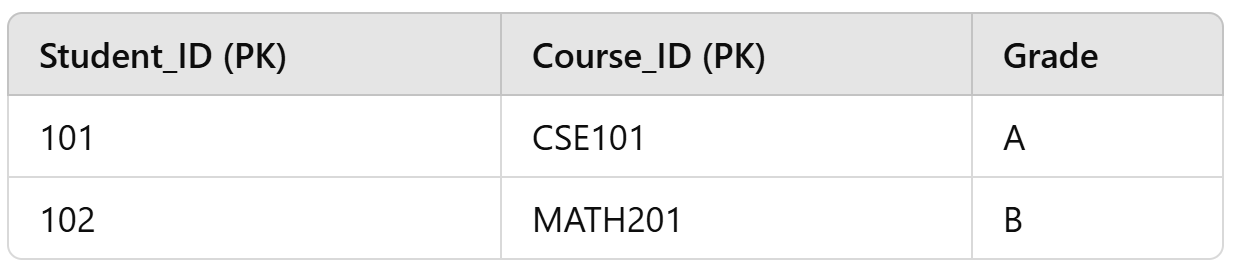 Student_ID (PK) Course_ID (PK) Grade
101 CSE101 A
102 MATH201 B